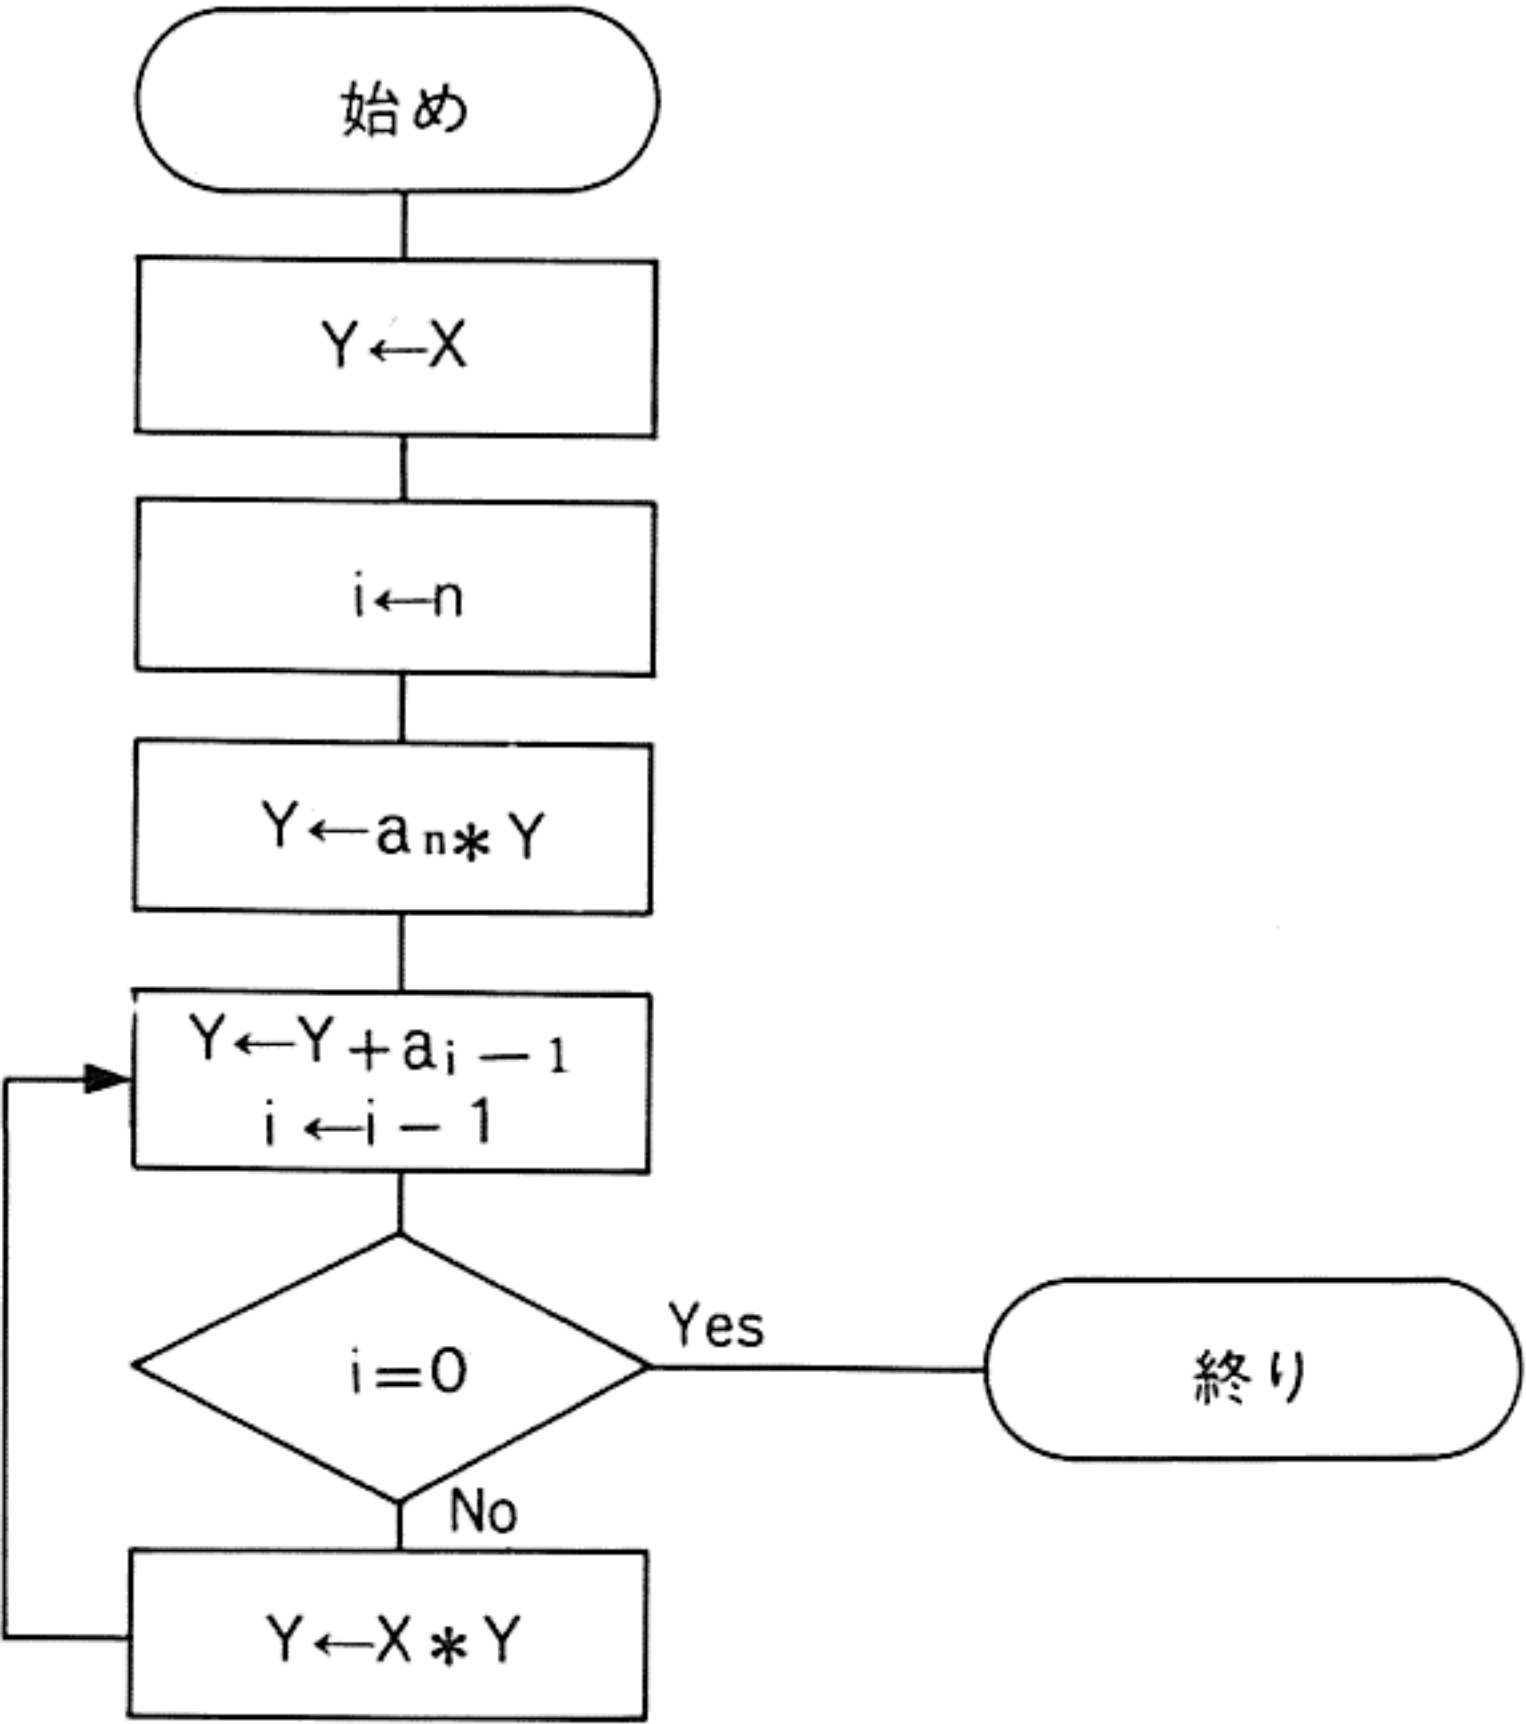 始め
Y←X
i←n
Y←an*Y
Y←Y+ai-1
i←i-1
i=0
Yes
終り
No
Y←X*Y